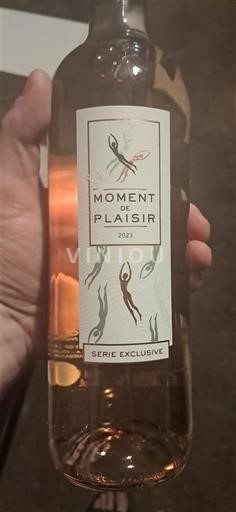 MOMENT
DE
PLAISIR
2023
VINIOU
SERIE EXCLUSIVE